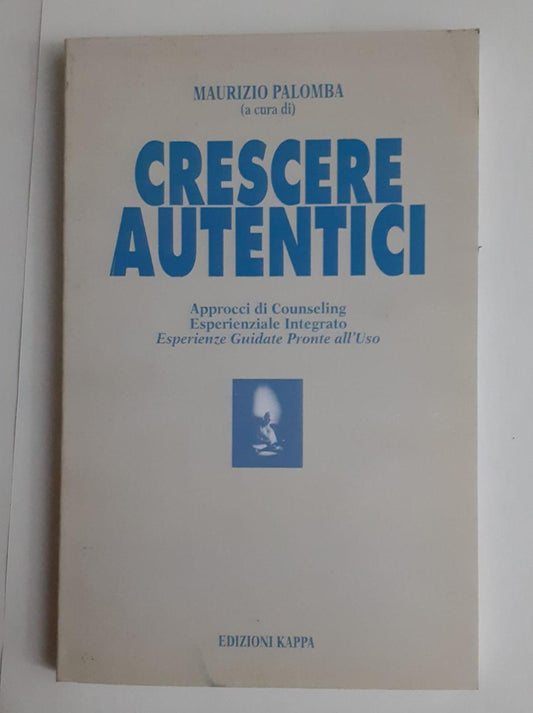 MAURIZIO PALOMBA
(a cura di)
CRESCERE
AUTENTICI
Approcci di Counseling
Esperienziale Integrato
Esperienze Guidate Pronte all'Uso
EDIZIONI KAPPA